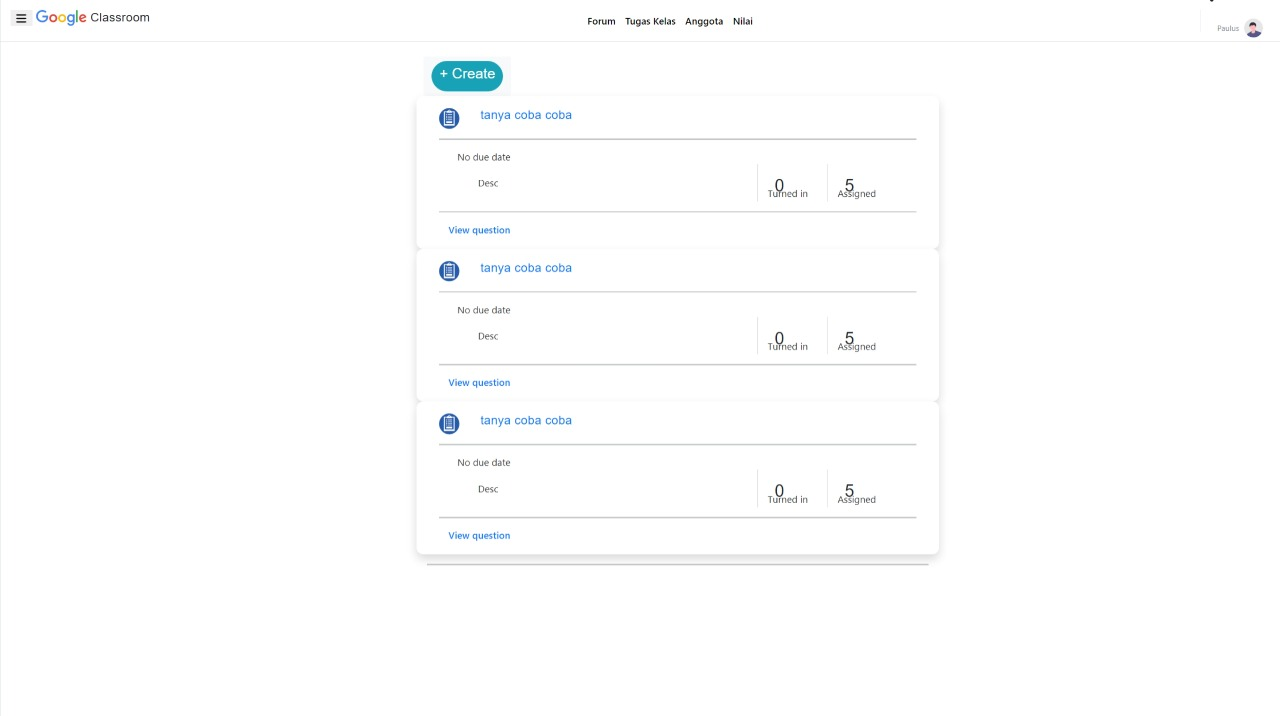 Google Classroom
Forum Tugas Kelas Anggota Nilai
Paulus
+ Create
tanya coba coba
No due date
Desc
0 5
Turned in Assigned
View question
tanya coba coba
No due date
Desc
0 5
Turned in Assigned
View question
tanya coba coba
No due date
Desc
0 5
Turned in Assigned
View question